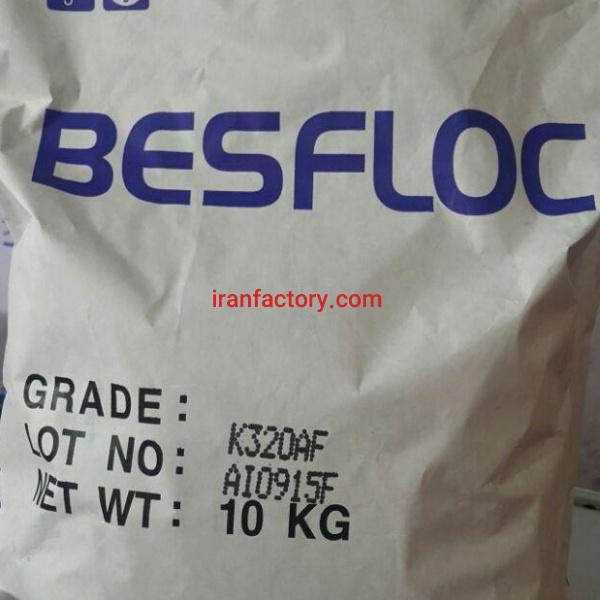 BESFLOC
iranfactory.com
GRADE: K320AF
LOT NO: AI0915F
NET WT: 10 KG